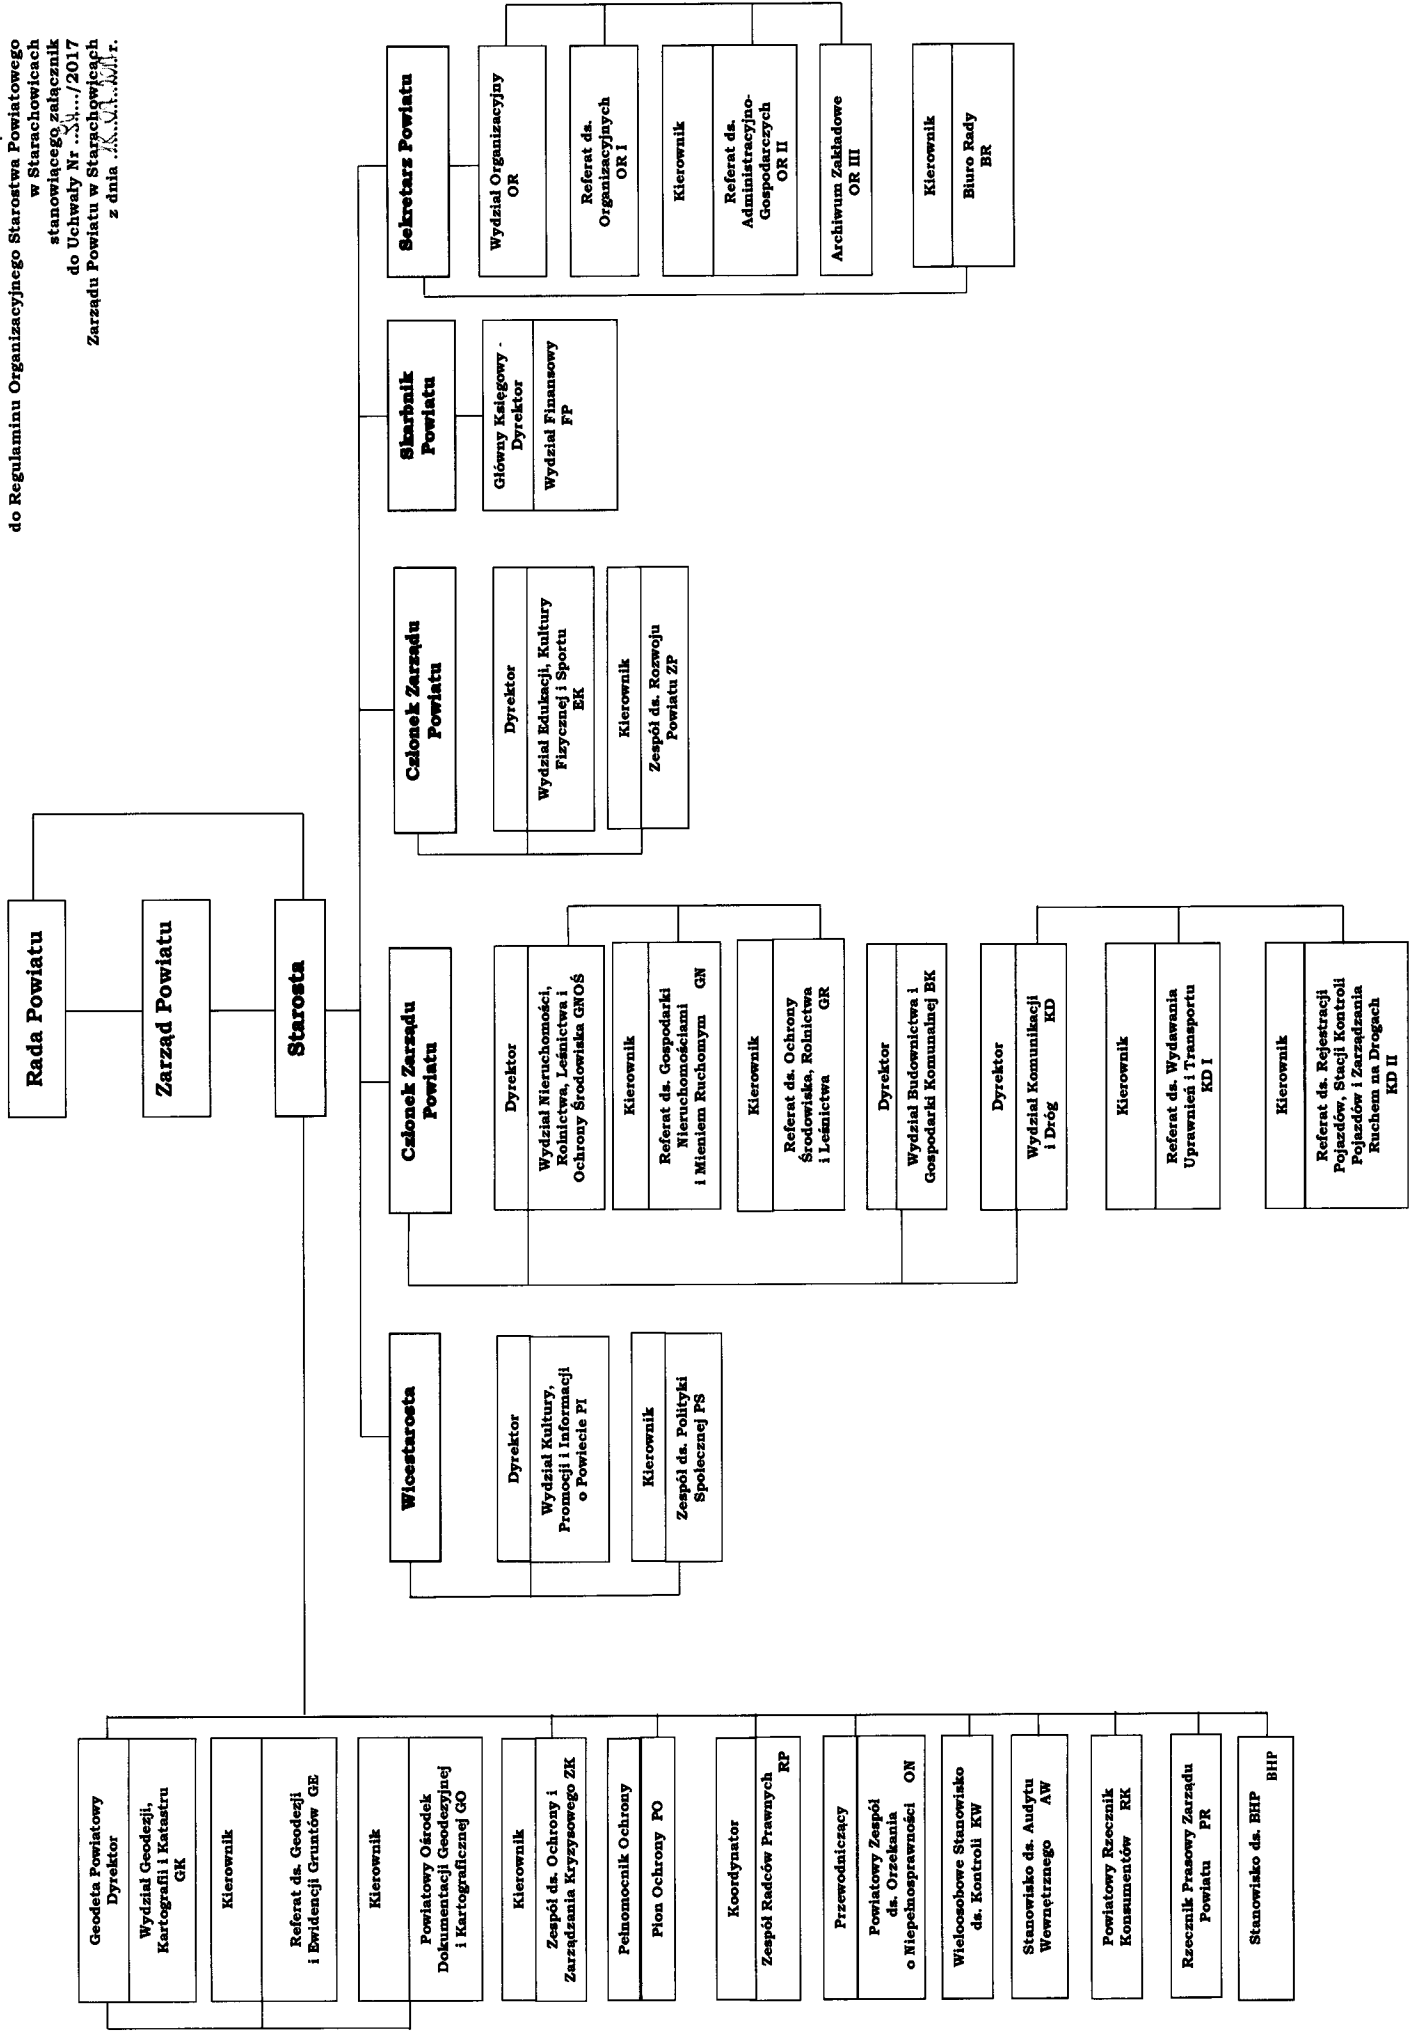 do Regulaminu Organizacyjnego Starostwa Powiatowego
w Starachowicach
stanowiącego załącznik
do Uchwały Nr /2017
Zarządu Powiatu w Starachowicach
z dnia r.
Rada Powiatu
Zarząd Powiatu
Starosta
Geodeta Powiatowy
Dyrektor
Wydział Geodezji,
Kartografii i Katastru
GK
Kierownik
Referat ds. Geodezji
i Ewidencji Gruntów GE
Kierownik
Powiatowy Ośrodek
Dokumentacji Geodezyjnej
i Kartograficznej GO
Kierownik
Zespół ds. Ochrony i
Zarządzania Kryzysowego ZK
Pełnomocnik Ochrony
Pion Ochrony PO
Koordynator
Zespół Radców Prawnych
RP
Przewodniczący
Powiatowy Zespół
ds. Orzekania
o Niepełnosprawności ON
Wieloosobowe Stanowisko
ds. Kontroli KW
Stanowisko ds. Audytu
Wewnętrznego AW
Powiatowy Rzecznik
Konsumentów RK
Rzecznik Prasowy Zarządu
Powiatu PR
Stanowisko ds. BHP
BHP
Wicestarosta
Dyrektor
Wydział Kultury,
Promocji i Informacji
o Powiecie PI
Kierownik
Zespół ds. Polityki
Społecznej PS
Członek Zarządu
Powiatu
Dyrektor
Wydział Nieruchomości,
Rolnictwa, Leśnictwa i
Ochrony Środowiska GNOŚ
Kierownik
Referat ds. Gospodarki
Nieruchomościami
i Mieniem Ruchomym GN
Kierownik
Referat ds. Ochrony
Środowiska, Rolnictwa
i Leśnictwa GR
Dyrektor
Wydział Budownictwa i
Gospodarki Komunalnej BK
Dyrektor
Wydział Komunikacji
i Dróg KD
Kierownik
Referat ds. Wydawania
Uprawnień i Transportu
KD I
Kierownik
Referat ds. Rejestracji
Pojazdów, Stacji Kontroli
Pojazdów i Zarządzania
Ruchem na Drogach
KD II
Członek Zarządu
Powiatu
Dyrektor
Wydział Edukacji, Kultury
Fizycznej i Sportu
EK
Kierownik
Zespół ds. Rozwoju
Powiatu ZP
Skarbnik
Powiatu
Główny Księgowy -
Dyrektor
Wydział Finansowy
FP
Sekretarz Powiatu
Wydział Organizacyjny
OR
Referat ds.
Organizacyjnych
OR I
Kierownik
Referat ds.
Administracyjno-
Gospodarczych
OR II
Archiwum Zakładowe
OR III
Kierownik
Biuro Rady
BR